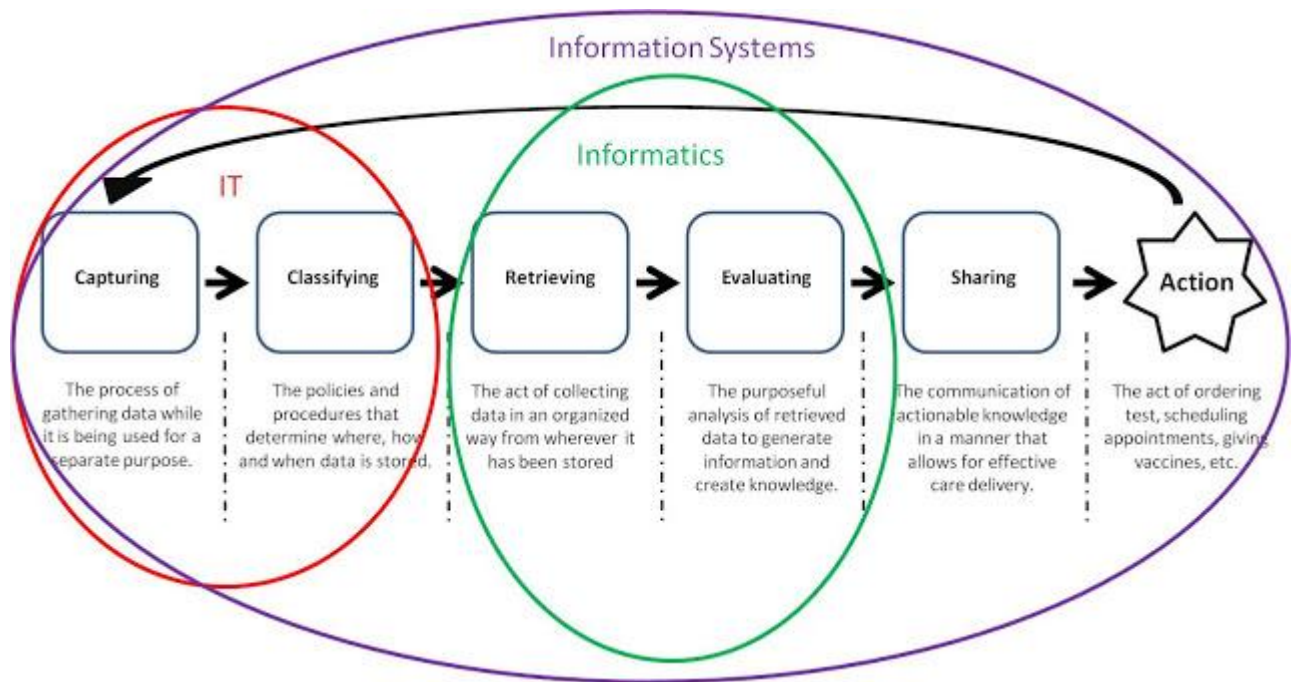 Information Systems
Informatics
IT
Capturing
Classifying
Retrieving
Evaluating
Sharing
Action
The process of
gathering data while
it is being used for a
separate purpose.
The policies and
procedures that
determine where, how
and when data is stored.
The act of collecting
data in an organized
way from wherever it
has been stored
The purposeful
analysis of retrieved
data to generate
information and
create knowledge.
The communication of
actionable knowledge
in a manner that
allows for effective
care delivery.
The act of ordering
test, scheduling
appointments, giving
vaccines, etc.